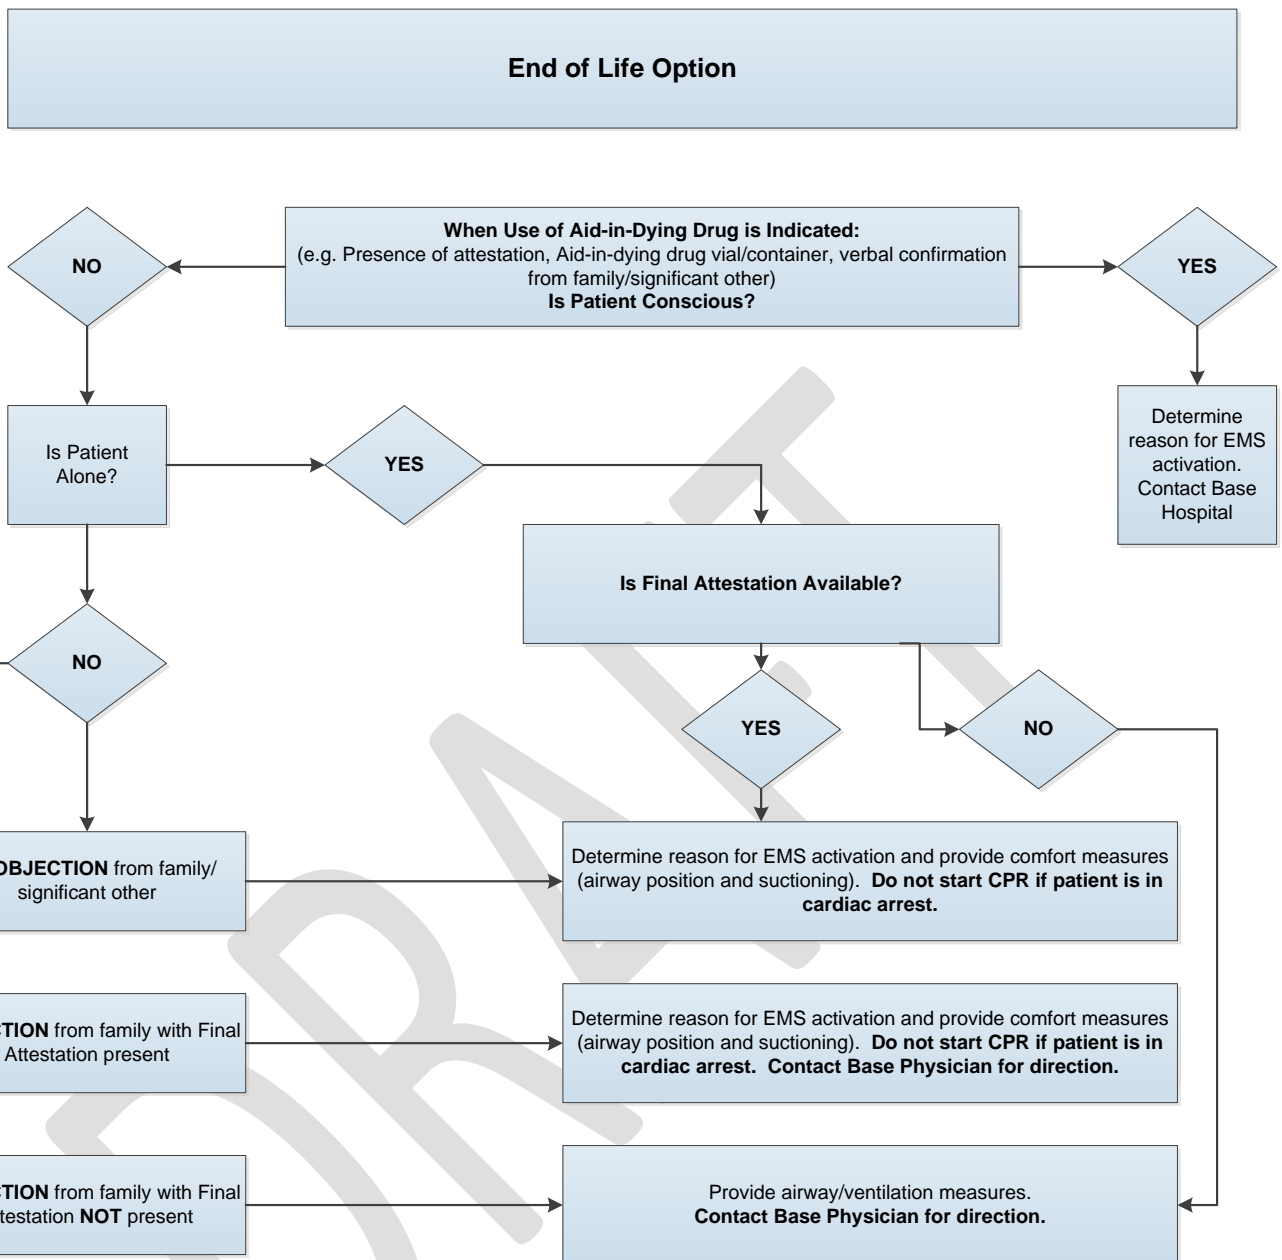 End of Life Option
When Use of Aid-in-Dying Drug is Indicated:
(e.g. Presence of attestation, Aid-in-dying drug vial/container, verbal confirmation
from family/significant other)
Is Patient Conscious?
NO
YES
Determine
reason for EMS
activation.
Contact Base
Hospital
Is Patient
Alone?
YES
Is Final Attestation Available?
NO
YES
NO
OBJECTION from family/
significant other
Determine reason for EMS activation and provide comfort measures
(airway position and suctioning). Do not start CPR if patient is in
cardiac arrest.
CTION from family with Final
Attestation present
Determine reason for EMS activation and provide comfort measures
(airway position and suctioning). Do not start CPR if patient is in
cardiac arrest. Contact Base Physician for direction.
CTION from family with Final
testation NOT present
Provide airway/ventilation measures.
Contact Base Physician for direction.
DRAFT